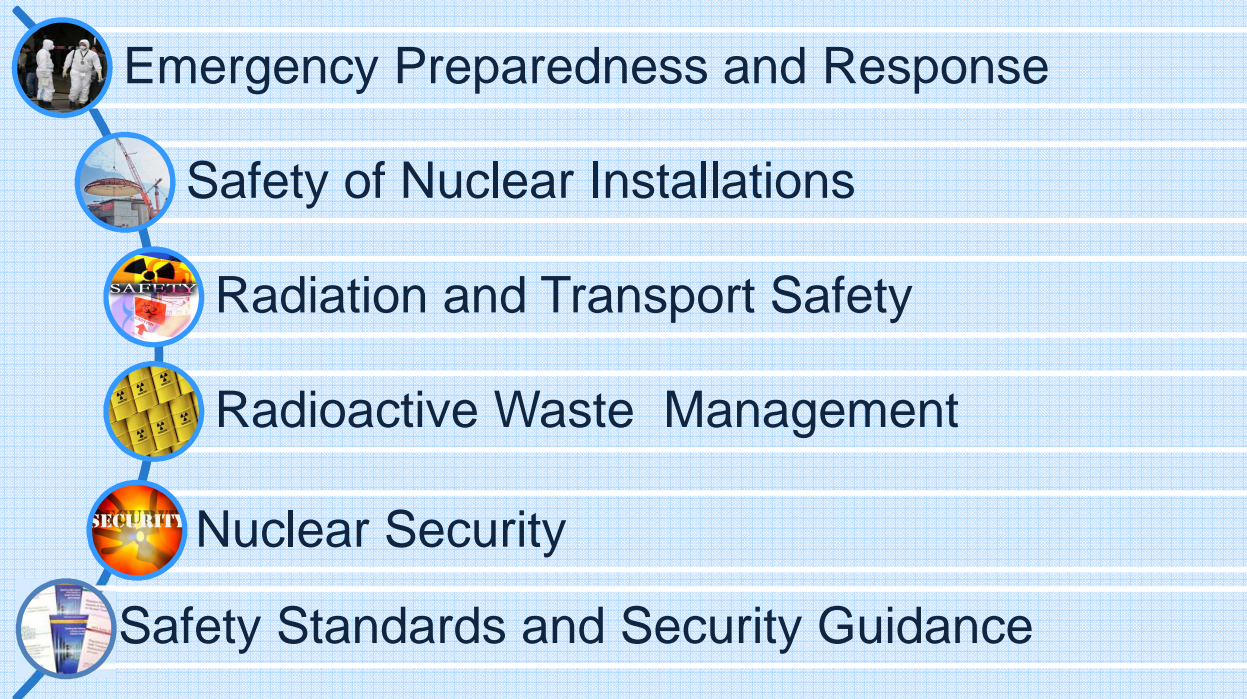 Emergency Preparedness and Response
Safety of Nuclear Installations
SAFETY
Radiation and Transport Safety
Radioactive Waste  Management
SECURITY
Nuclear Security
Safety Standards and Security Guidance